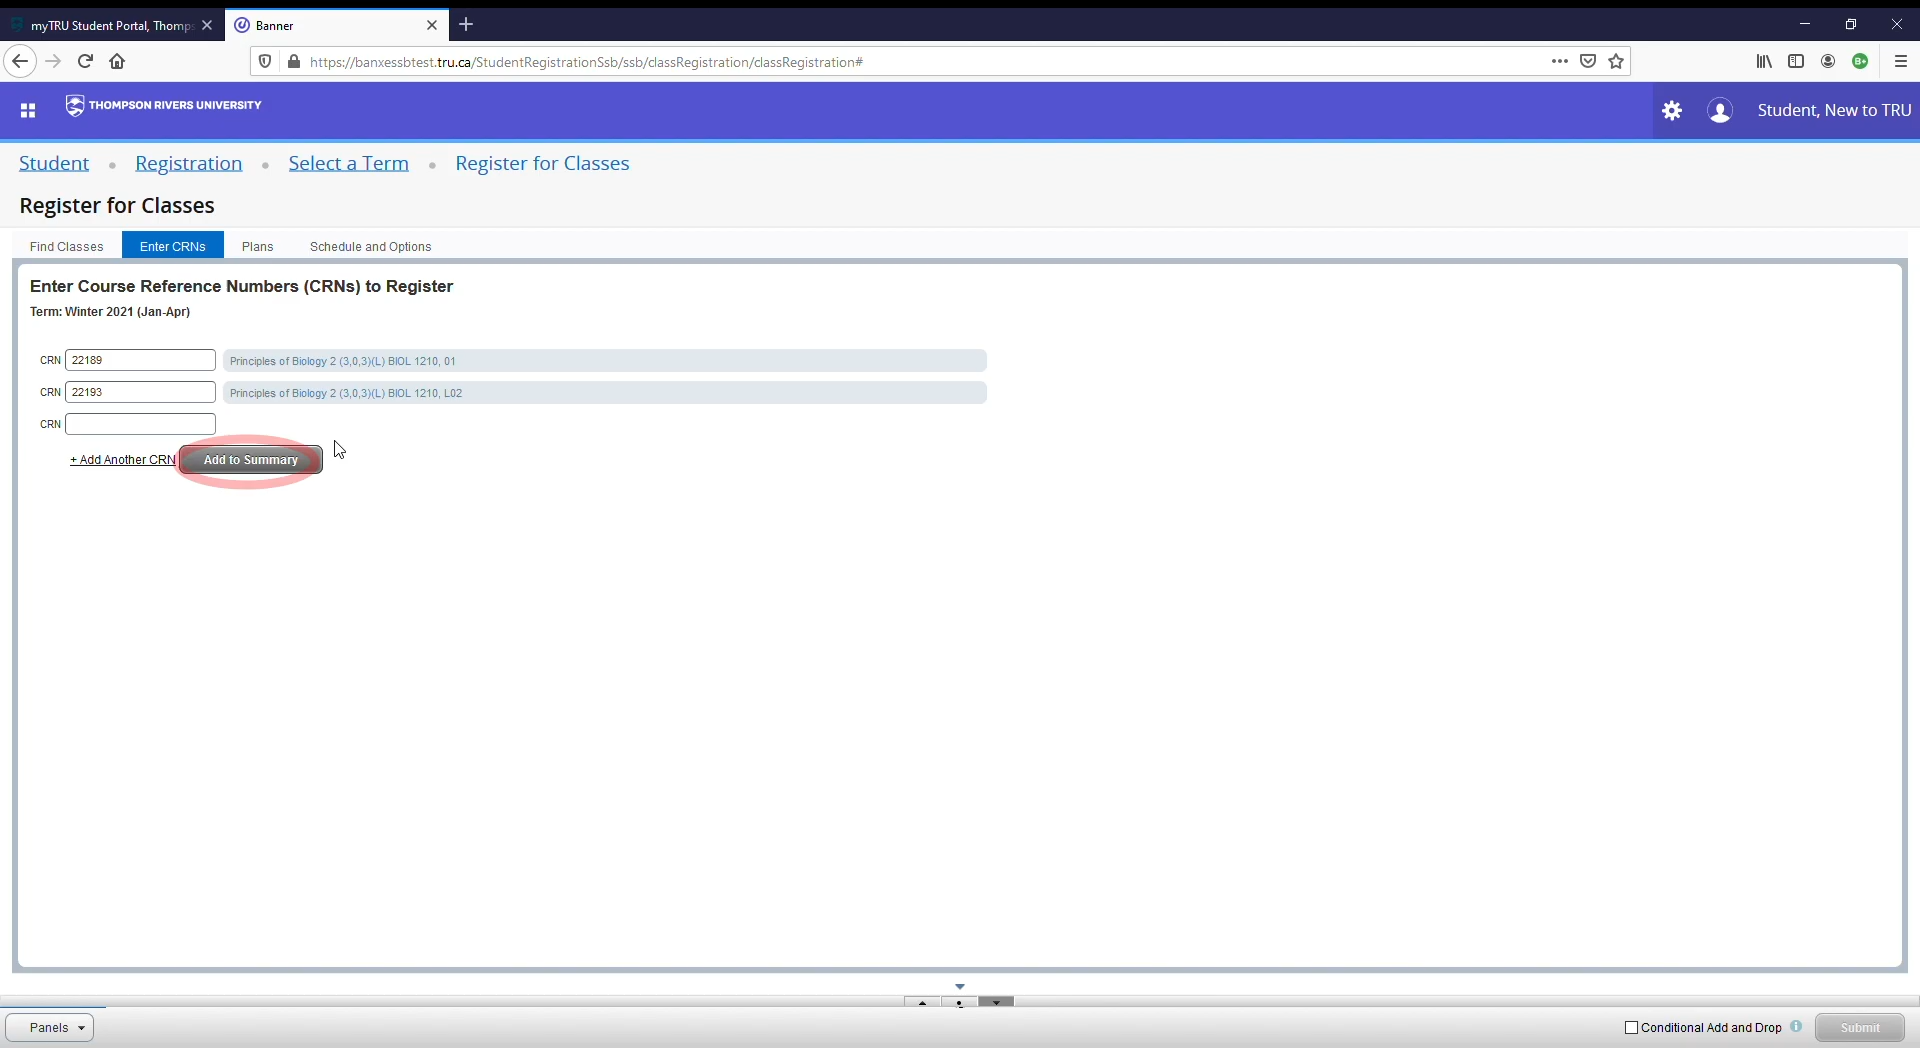 myTRU Student Portal, Thomps
Banner
https://banxessbtest.tru.ca/StudentRegistrationSsb/ssb/classRegistration/classRegistration#
B+
THOMPSON RIVERS UNIVERSITY
Student, New to TRU
Student • Registration • Select a Term • Register for Classes
Register for Classes
Find Classes Enter CRNs Plans Schedule and Options
Enter Course Reference Numbers (CRNs) to Register
Term: Winter 2021 (Jan-Apr)
CRN 22189 Principles of Biology 2 (3,0,3)(L) BIOL 1210, 01
CRN 22193 Principles of Biology 2 (3,0,3)(L) BIOL 1210, L02
CRN
+ Add Another CRN Add to Summary
Panels
Conditional Add and Drop
Submit